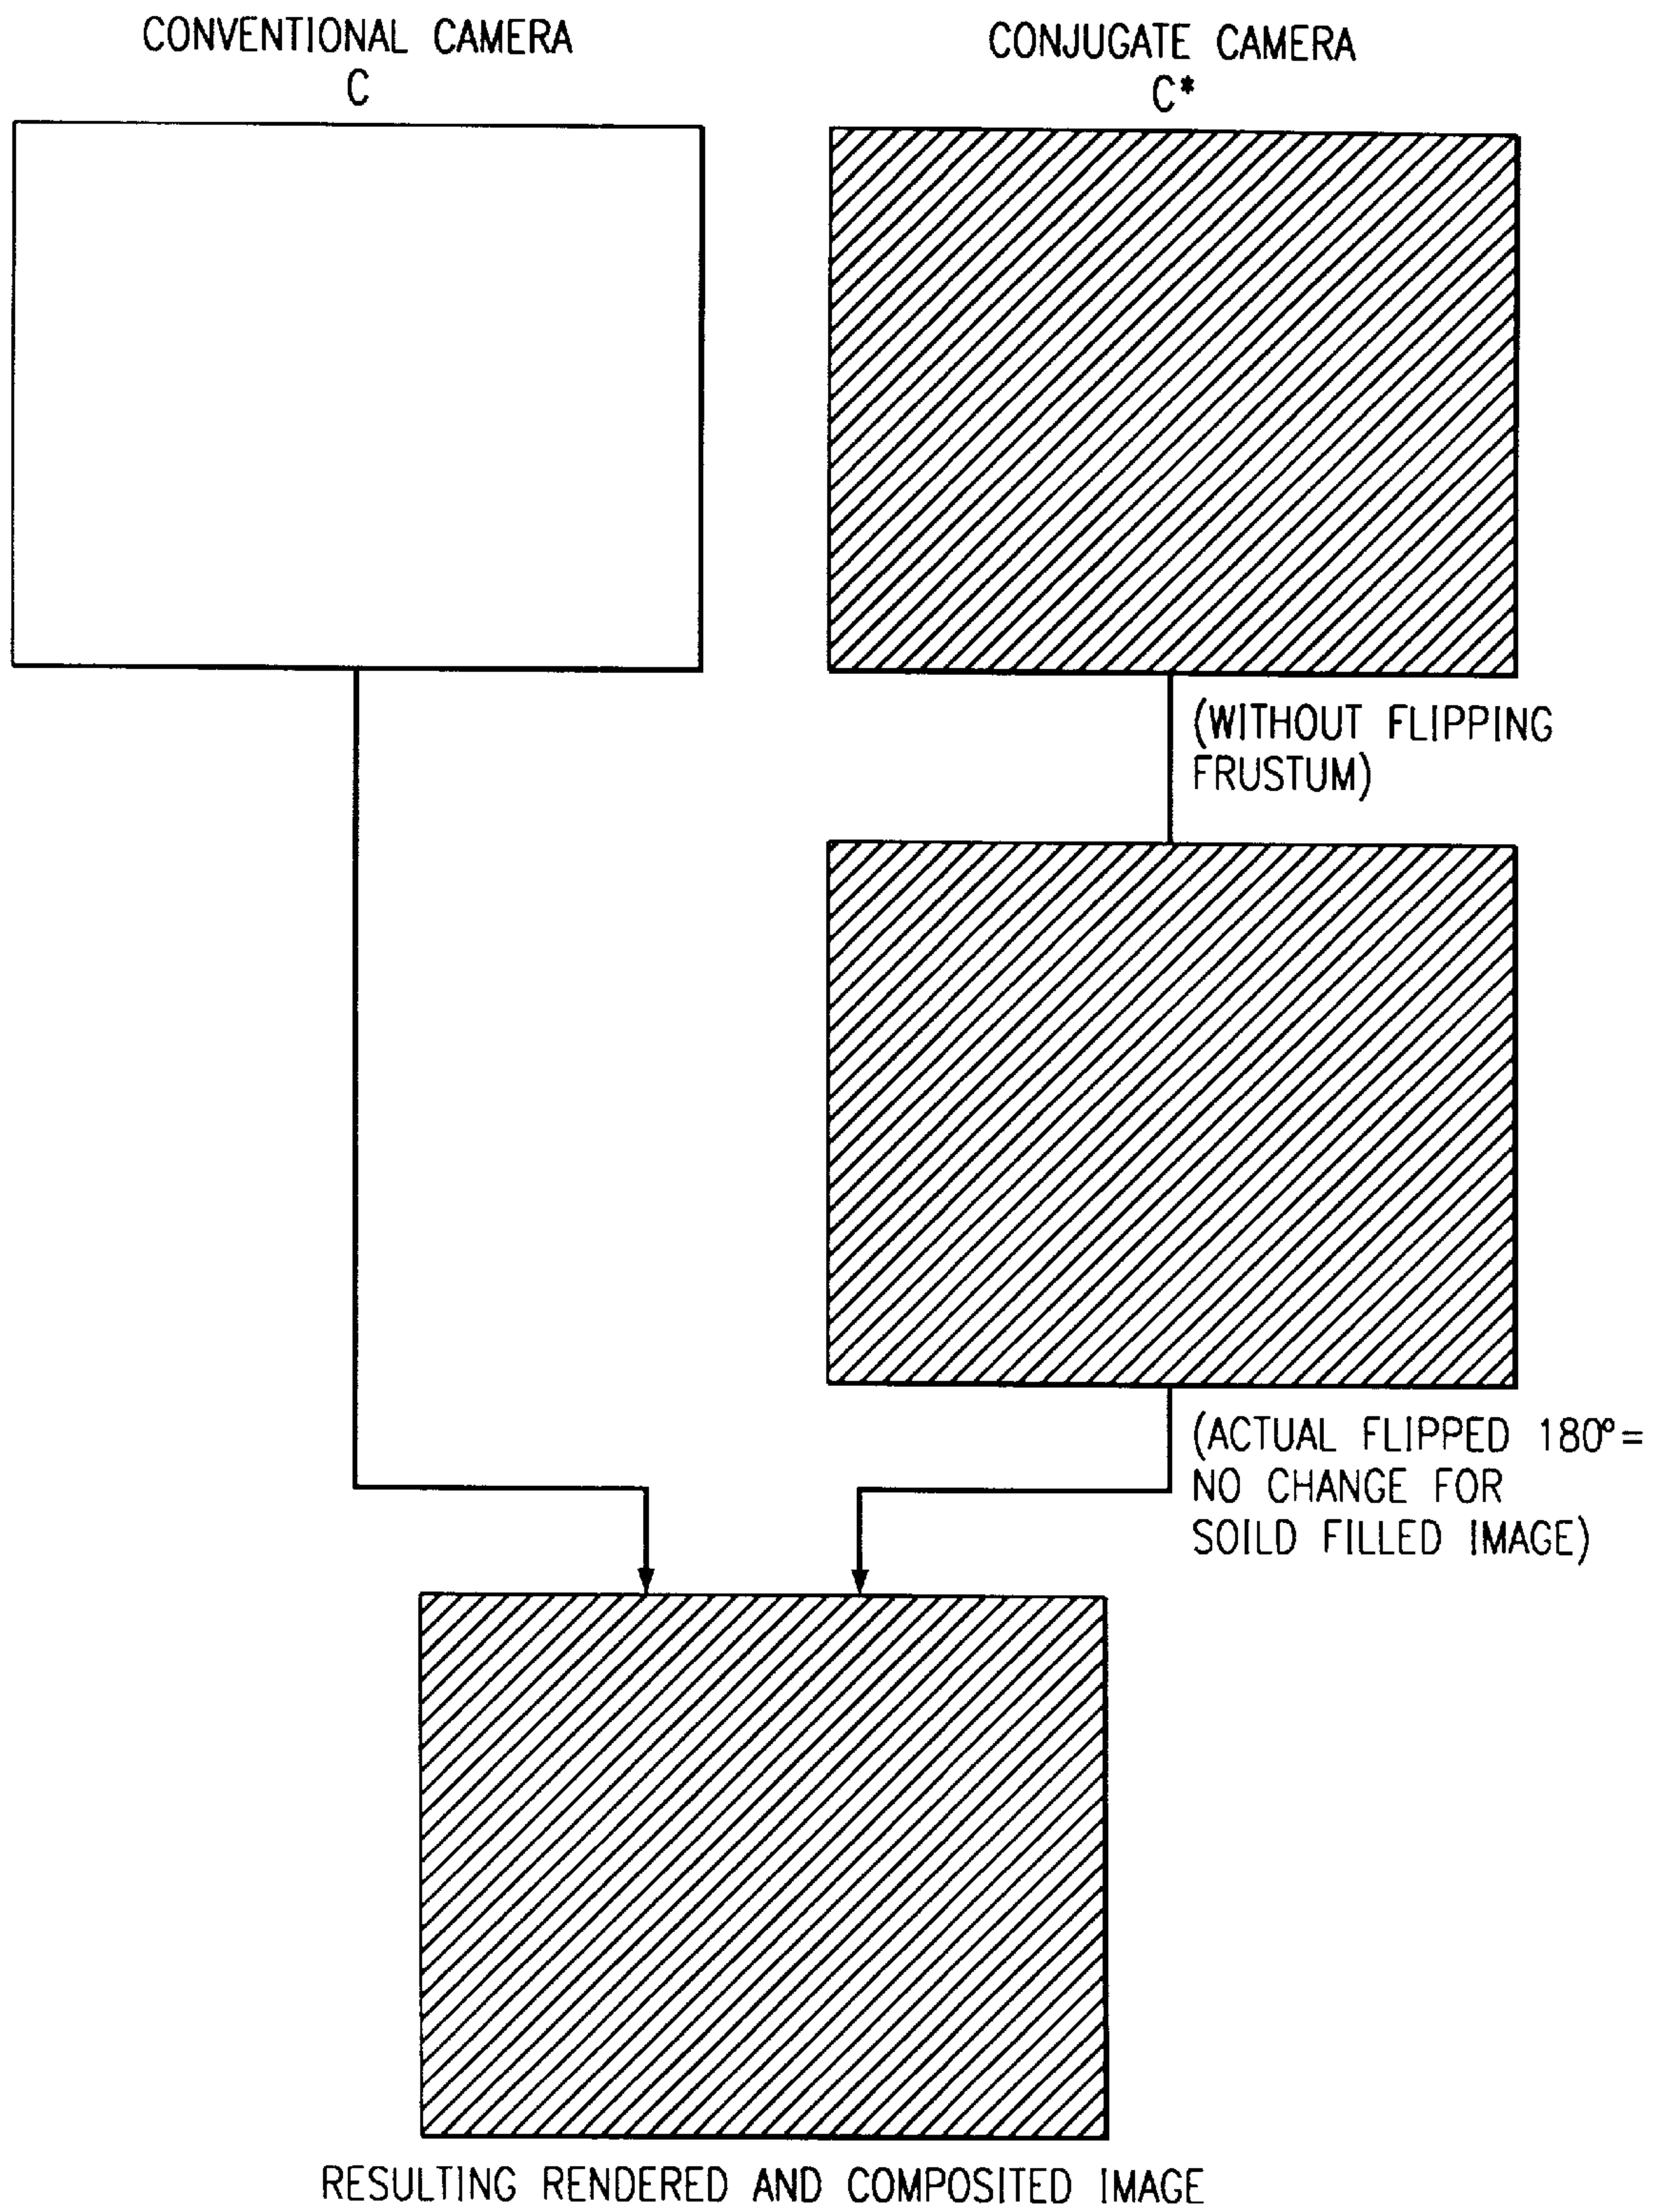 CONVENTIONAL CAMERA
C
CONJUGATE CAMERA
C*
(WITHOUT FLIPPING
FRUSTUM)
(ACTUAL FLIPPED 180°=
NO CHANGE FOR
SOILD FILLED IMAGE)
RESULTING RENDERED AND COMPOSITED IMAGE